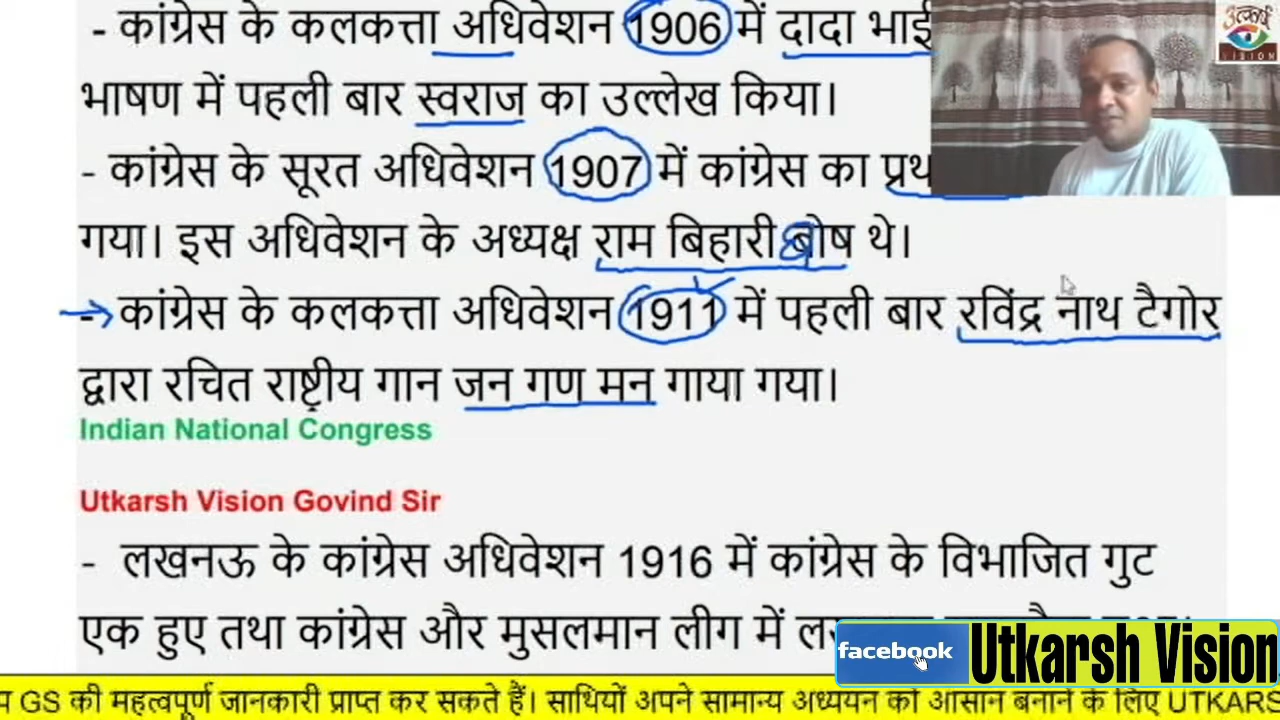 - कांग्रेस के कलकत्ता अधिवेशन 1906 में दादा भाई
भाषण में पहली बार स्वराज का उल्लेख किया।
- कांग्रेस के सूरत अधिवेशन 1907 में कांग्रेस का
गया। इस अधिवेशन के अध्यक्ष राम बिहारी बोष थे।
- कांग्रेस के कलकत्ता अधिवेशन 1911 में पहली बार रविंद्र नाथ टैगोर
द्वारा रचित राष्ट्रीय गान जन गण मन गाया गया।
Indian National Congress
Utkarsh Vision Govind Sir
- लखनऊ के कांग्रेस अधिवेशन 1916 में कांग्रेस के विभाजित गुट
एक हुए तथा कांग्रेस और मुसलमान लीग में
facebook Utkarsh Vision
GS की महत्वपूर्ण जानकारी प्राप्त कर सकते हैं। साथियों अपने सामान्य अध्ययन को आसान बनाने के लिए
उत्कर्ष
VISION